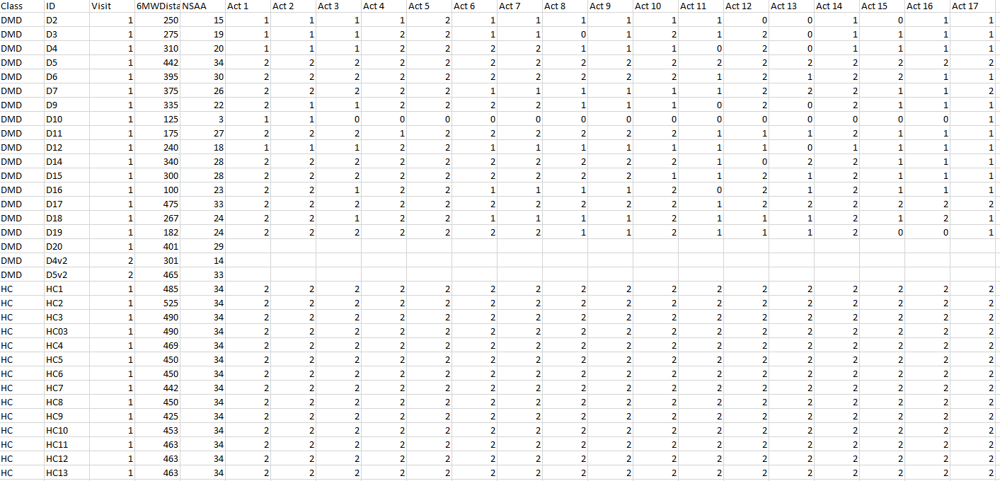 Class ID Visit 6MWDista NSAA Act 1 Act 2 Act 3 Act 4 Act 5 Act 6 Act 7 Act 8 Act 9 Act 10 Act 11 Act 12 Act 13 Act 14 Act 15 Act 16 Act 17
DMD D2 1 250 15 1 1 1 1 2 1 1 1 1 1 1 0 0 1 0 1 1
DMD D3 1 275 19 1 1 1 2 2 1 1 0 1 2 1 2 0 1 1 1 1
DMD D4 1 310 20 1 1 1 2 2 2 2 1 1 1 0 2 0 1 1 1 1
DMD D5 1 442 34 2 2 2 2 2 2 2 2 2 2 2 2 2 2 2 2 2
DMD D6 1 395 30 2 2 2 2 2 2 2 2 2 2 1 2 1 2 2 1 1
DMD D7 1 375 26 2 2 2 2 2 1 1 1 1 1 1 2 2 2 1 1 2
DMD D9 1 335 22 2 1 1 2 2 2 2 1 1 1 0 2 0 2 1 1 1
DMD D10 1 125 3 1 1 0 0 0 0 0 0 0 0 0 0 0 0 0 0 1
DMD D11 1 175 27 2 2 2 1 2 2 2 2 2 2 1 1 1 2 1 1 1
DMD D12 1 240 18 1 1 1 2 2 1 1 1 1 1 1 1 0 1 1 1 1
DMD D14 1 340 28 2 2 2 2 2 2 2 2 2 2 1 0 2 2 1 1 1
DMD D15 1 300 28 2 2 2 2 2 2 2 2 2 1 1 2 1 2 1 1 1
DMD D16 1 100 23 2 2 1 2 2 1 1 1 1 2 0 2 1 2 1 1 1
DMD D17 1 475 33 2 2 2 2 2 2 2 2 2 2 1 2 2 2 2 2 2
DMD D18 1 267 24 2 2 1 2 2 1 1 1 1 2 1 1 1 2 1 2 1
DMD D19 1 182 24 2 2 2 2 2 2 2 1 1 2 1 1 1 2 0 0 1
DMD D20 1 401 29
DMD D4v2 2 301 14
DMD D5v2 2 465 33
HC HC1 1 485 34 2 2 2 2 2 2 2 2 2 2 2 2 2 2 2 2 2
HC HC2 1 525 34 2 2 2 2 2 2 2 2 2 2 2 2 2 2 2 2 2
HC HC3 1 490 34 2 2 2 2 2 2 2 2 2 2 2 2 2 2 2 2 2
HC HC03 1 490 34 2 2 2 2 2 2 2 2 2 2 2 2 2 2 2 2 2
HC HC4 1 469 34 2 2 2 2 2 2 2 2 2 2 2 2 2 2 2 2 2
HC HC5 1 450 34 2 2 2 2 2 2 2 2 2 2 2 2 2 2 2 2 2
HC HC6 1 450 34 2 2 2 2 2 2 2 2 2 2 2 2 2 2 2 2 2
HC HC7 1 442 34 2 2 2 2 2 2 2 2 2 2 2 2 2 2 2 2 2
HC HC8 1 450 34 2 2 2 2 2 2 2 2 2 2 2 2 2 2 2 2 2
HC HC9 1 425 34 2 2 2 2 2 2 2 2 2 2 2 2 2 2 2 2 2
HC HC10 1 453 34 2 2 2 2 2 2 2 2 2 2 2 2 2 2 2 2 2
HC HC11 1 463 34 2 2 2 2 2 2 2 2 2 2 2 2 2 2 2 2 2
HC HC12 1 463 34 2 2 2 2 2 2 2 2 2 2 2 2 2 2 2 2 2
HC HC13 1 463 34 2 2 2 2 2 2 2 2 2 2 2 2 2 2 2 2 2